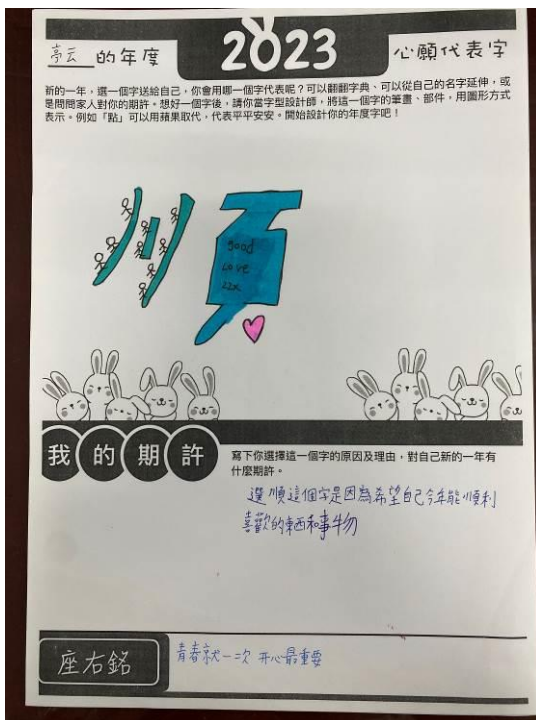 亭云的年度
2023
心願代表字
新的一年，選一個字送給自己，你會用哪一個字代表呢？可以翻翻字典、可以從自己的名字延伸，或
是問問家人對你的期許。想好一個字後，請你當字型設計師，將這一個字的筆畫、部件，用圖形方式
表示。例如「點」可以用蘋果取代，代表平平安安。開始設計你的年度字吧！
順
good
Love
我的期許
寫下你選擇這一個字的原因及理由，對自己新的一年有
什麼期許。
選順這個字是因為希望自己今年能順利
喜歡的東西和事物
座右銘
青春就一次 開心最重要